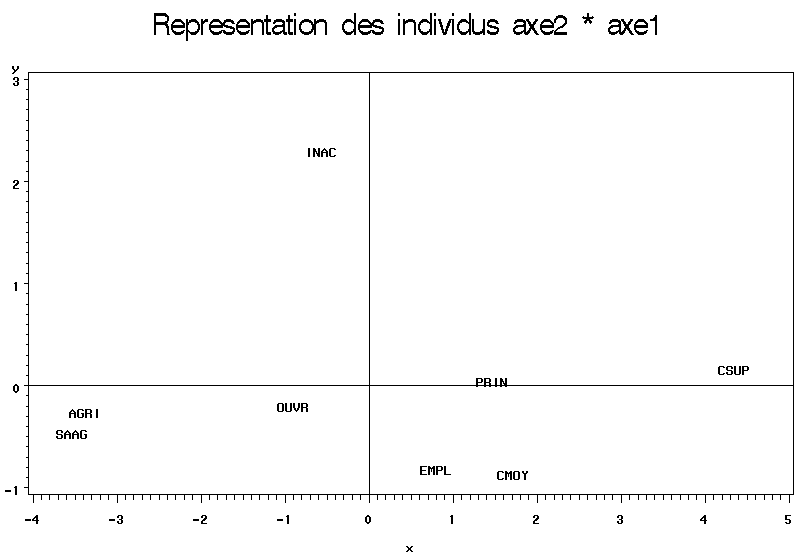 Representation des individus axe2 * axe1
y
3
INAC
2
1
CSUP
PRIN
0
OUVR
AGRI
SAAG
EMPL
CMOY
-1
-4 -3 -2 -1 0 1 2 3 4 5
x